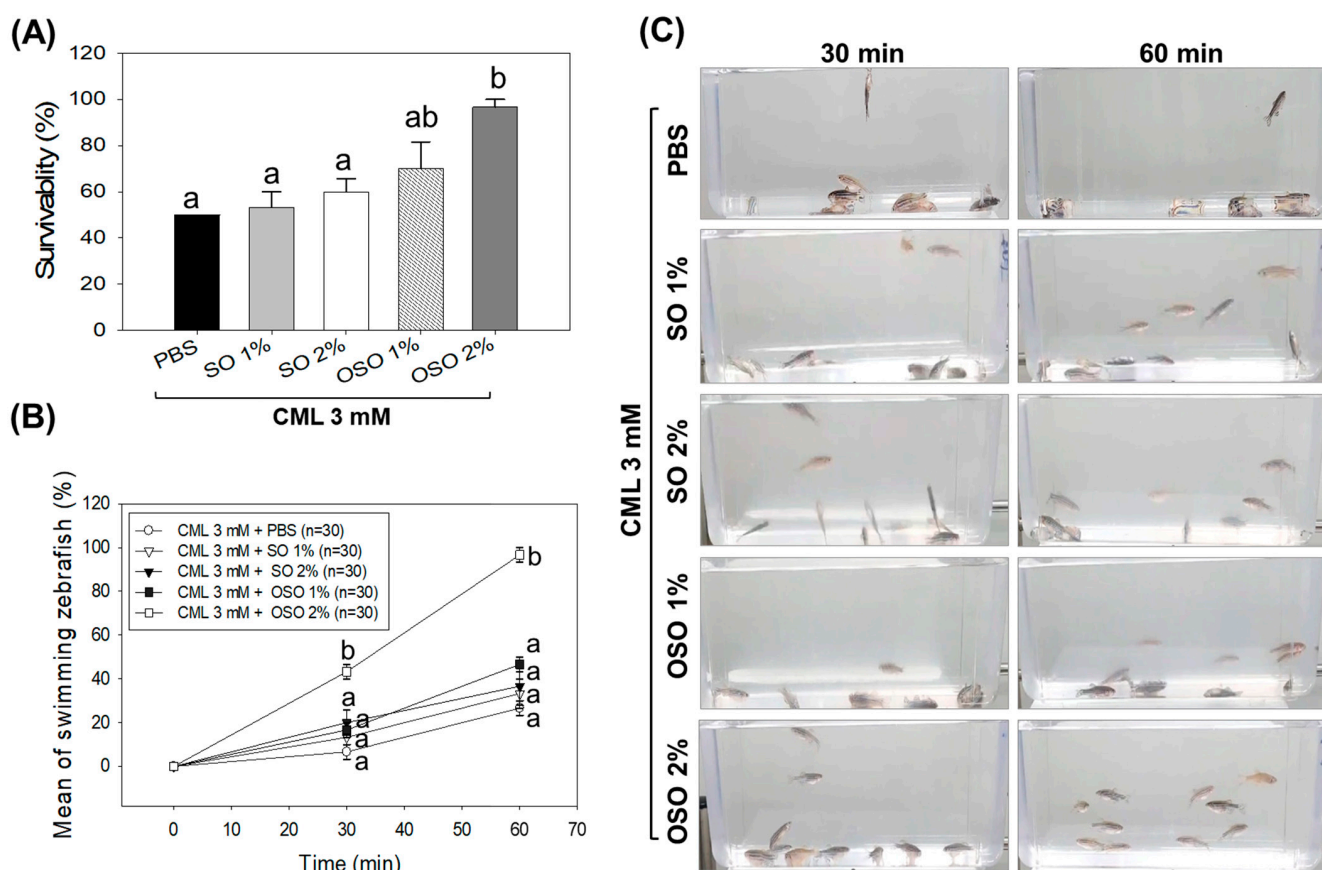 (A)
Survivablity (%)
120
100
80
60
40
20
0
a
a
a
ab
b
PBS
SO 1%
SO 2%
OSO 1%
OSO 2%
CML 3 mM
(B)
Mean of swimming zebrafish (%)
120
100
80
60
40
20
0
CML 3 mM + PBS (n=30)
CML 3 mM + SO 1% (n=30)
CML 3 mM + SO 2% (n=30)
CML 3 mM + OSO 1% (n=30)
CML 3 mM + OSO 2% (n=30)
b
a
a
a
a
b
a
a
a
a
0 10 20 30 40 50 60 70
Time (min)
(C)
30 min
60 min
CML 3 mM
PBS
SO 1%
SO 2%
OSO 1%
OSO 2%